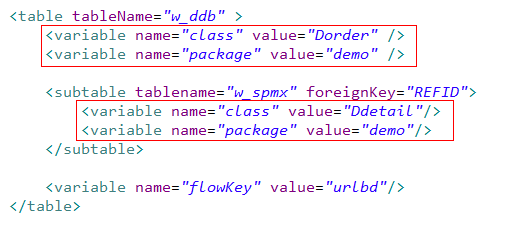 <table tableName="w_ddb" >
<variable name="class" value="Dorder" />
<variable name="package" value="demo" />
<subtable tablename="w_spmx" foreignKey="REFID">
<variable name="class" value="Ddetail"/>
<variable name="package" value="demo"/>
</subtable>
<variable name="flowKey" value="urlbd"/>
</table>